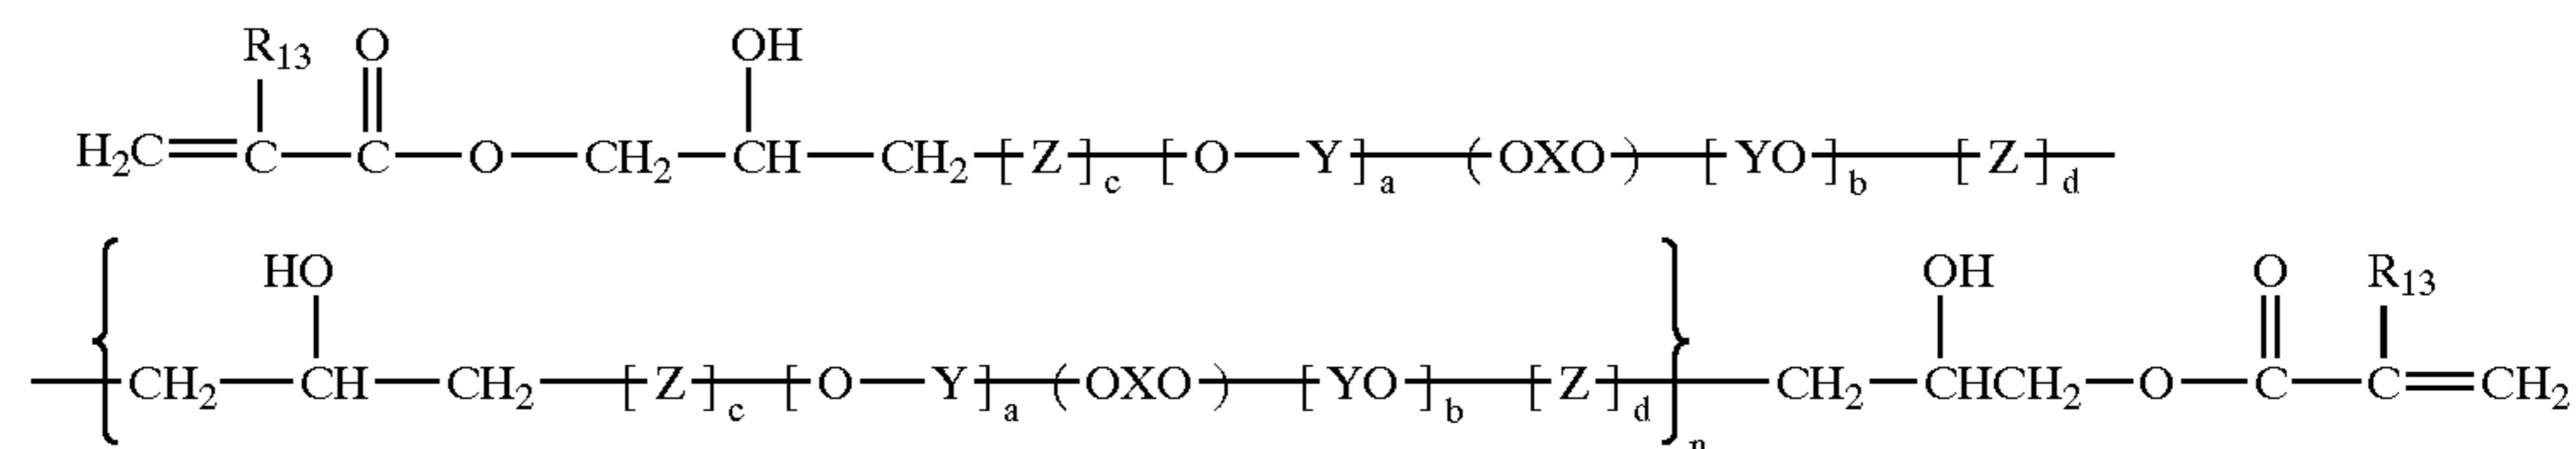 R13 O OH
H2C=C—C—O—CH2—CH—CH2—[Z]c—[O—Y]a—(OXO)—[YO]b—[Z]d—
HO OH O R13
—{CH2—CH—CH2—[Z]c—[O—Y]a—(OXO)—[YO]b—[Z]d}n—CH2—CHCH2—O—C—C=CH2